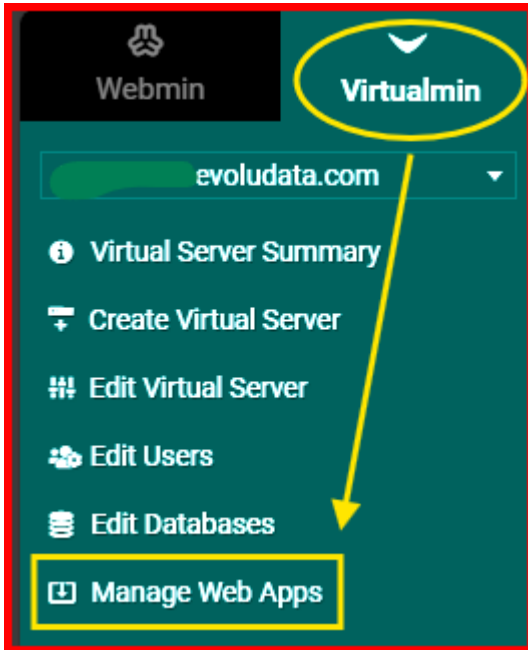 Webmin
Virtualmin
evoludata.com
Virtual Server Summary
Create Virtual Server
Edit Virtual Server
Edit Users
Edit Databases
Manage Web Apps